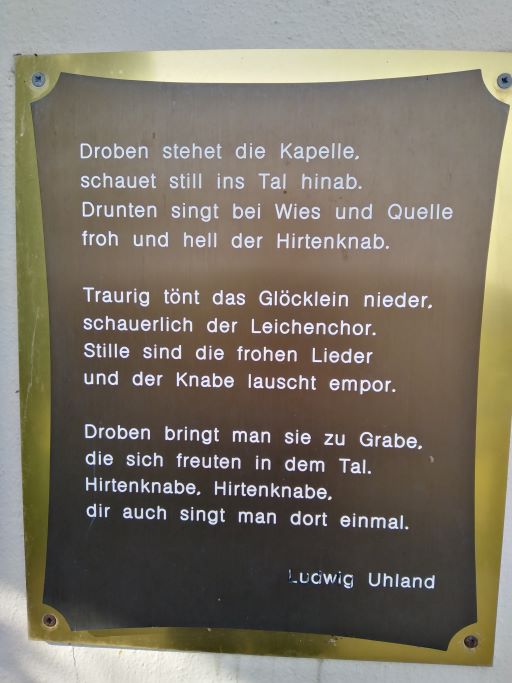 Droben stehet die Kapelle,
schauet still ins Tal hinab.
Drunten singt bei Wies und Quelle
froh und hell der Hirtenknab.
Traurig tönt das Glöcklein nieder,
schauerlich der Leichenchor.
Stille sind die frohen Lieder
und der Knabe lauscht empor.
Droben bringt man sie zu Grabe,
die sich freuten in dem Tal.
Hirtenknabe, Hirtenknabe,
dir auch singt man dort einmal.
Ludwig Uhland